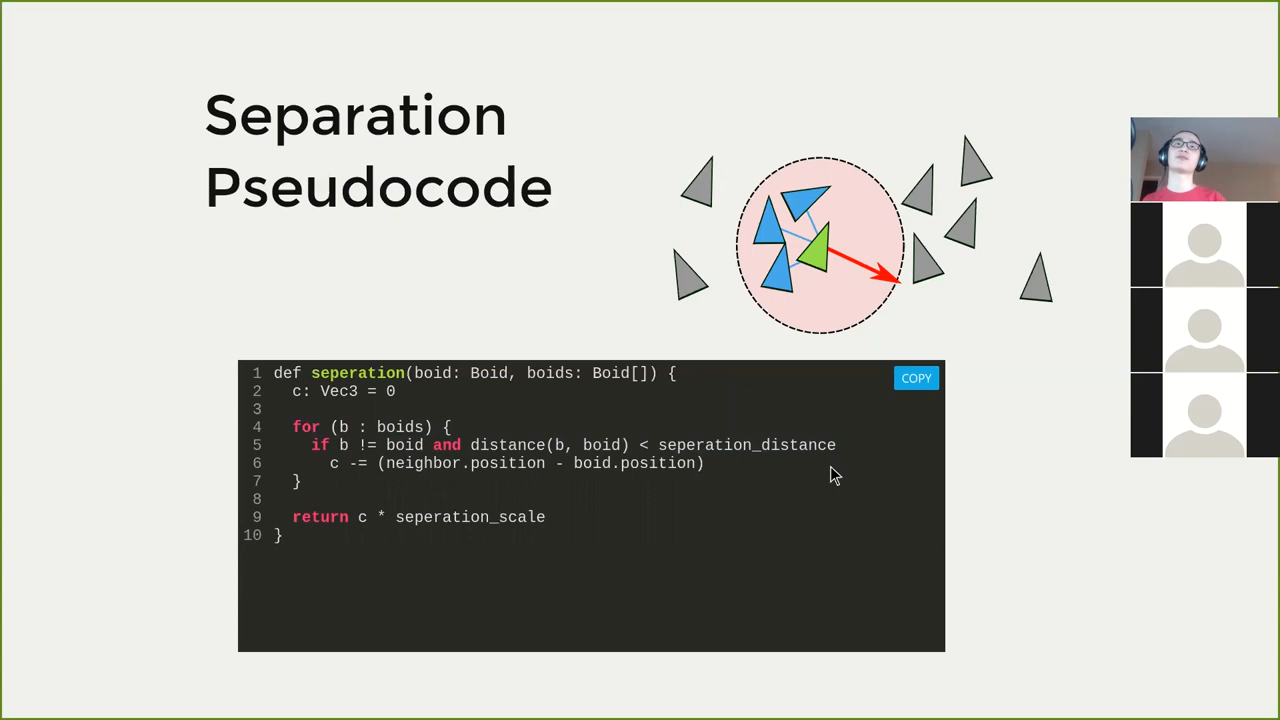 Separation
Pseudocode
COPY
1 def seperation(boid: Boid, boids: Boid[]) {
2   c: Vec3 = 0
3
4   for (b : boids) {
5     if b != boid and distance(b, boid) < seperation_distance
6       c -= (neighbor.position - boid.position)
7   }
8
9   return c * seperation_scale
10 }